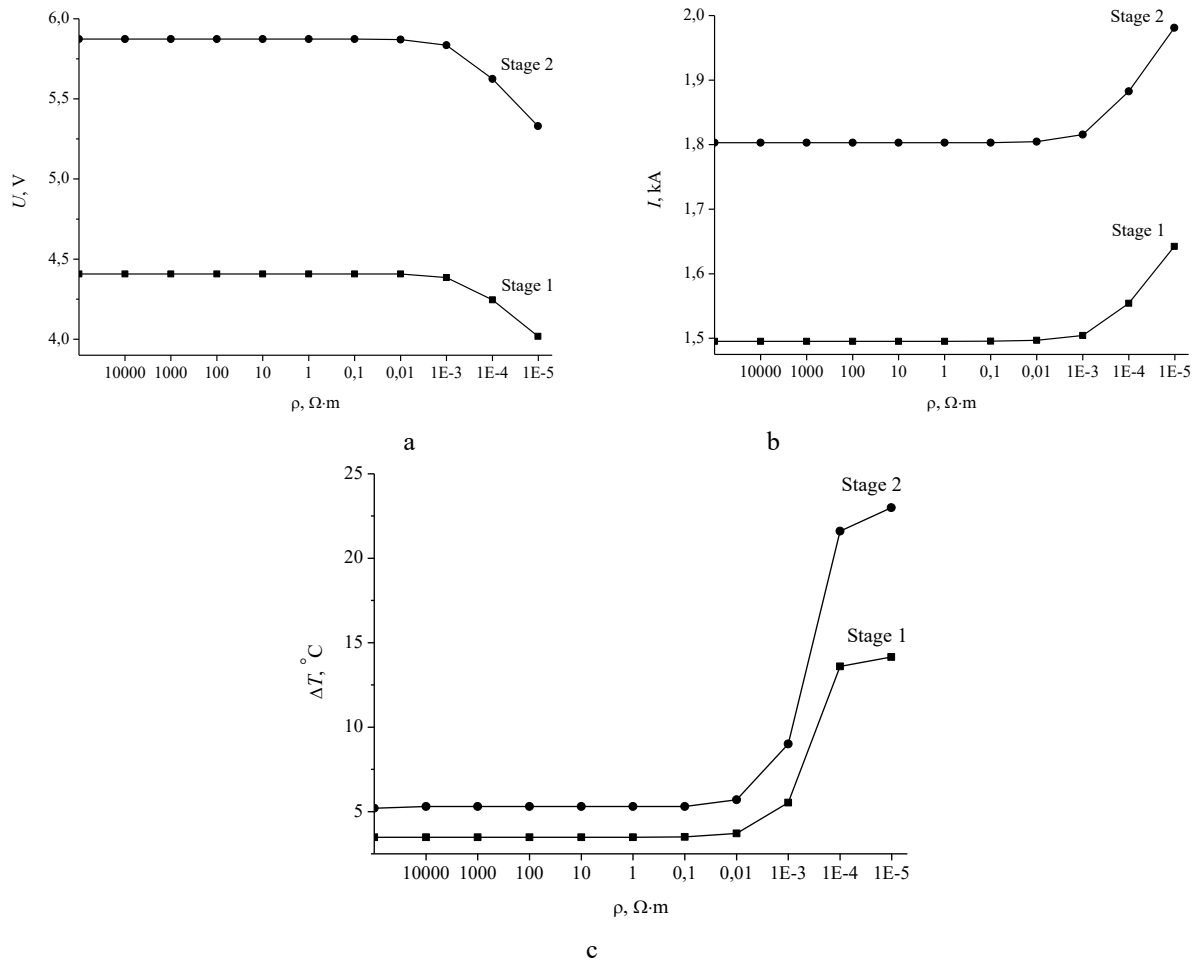 6,0
5,5
5,0
4,5
4,0
U, V
Stage 2
Stage 1
10000 1000 100 10 1 0,1 0,01 1E-3 1E-4 1E-5
ρ, Ω·m
a
2,0
1,9
1,8
1,7
1,6
1,5
I, kA
Stage 2
Stage 1
10000 1000 100 10 1 0,1 0,01 1E-3 1E-4 1E-5
ρ, Ω·m
b
25
20
15
10
5
ΔT, °C
Stage 2
Stage 1
10000 1000 100 10 1 0,1 0,01 1E-3 1E-4 1E-5
ρ, Ω·m
c